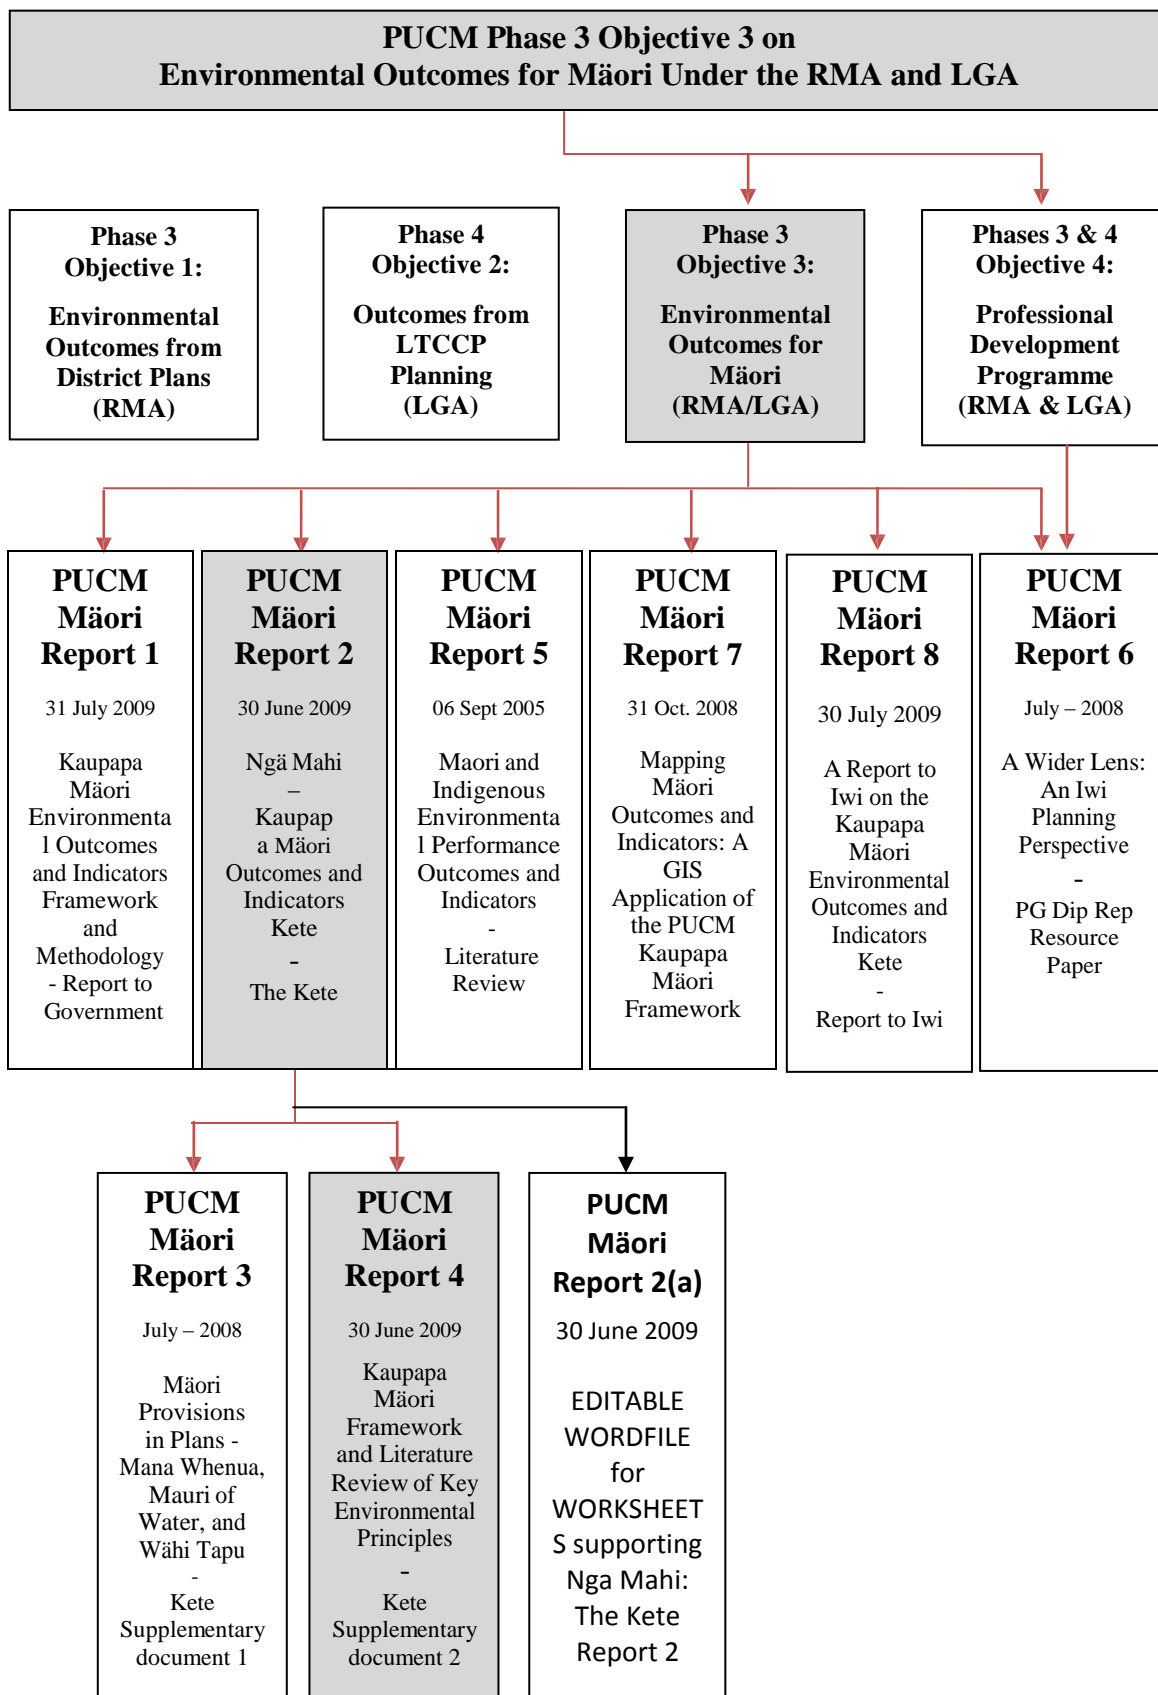 PUCM Phase 3 Objective 3 on
Environmental Outcomes for Mäori Under the RMA and LGA
Phase 3
Objective 1:
Environmental
Outcomes from
District Plans
(RMA)
Phase 4
Objective 2:
Outcomes from
LTCCP
Planning
(LGA)
Phase 3
Objective 3:
Environmental
Outcomes for
Mäori
(RMA/LGA)
Phases 3 & 4
Objective 4:
Professional
Development
Programme
(RMA & LGA)
PUCM
Mäori
Report 1
31 July 2009
Kaupapa
Mäori
Environmenta
l Outcomes
and Indicators
Framework
and
Methodology
- Report to
Government
PUCM
Mäori
Report 2
30 June 2009
Ngä Mahi
–
Kaupap
a Mäori
Outcomes and
Indicators
Kete
-
The Kete
PUCM
Mäori
Report 5
06 Sept 2005
Maori and
Indigenous
Environmenta
l Performance
Outcomes and
Indicators
-
Literature
Review
PUCM
Mäori
Report 7
31 Oct. 2008
Mapping
Mäori
Outcomes and
Indicators: A
GIS
Application of
the PUCM
Kaupapa
Mäori
Framework
PUCM
Mäori
Report 8
30 July 2009
A Report to
Iwi on the
Kaupapa
Mäori
Environmental
Outcomes and
Indicators
Kete
-
Report to Iwi
PUCM
Mäori
Report 6
July – 2008
A Wider Lens:
An Iwi
Planning
Perspective
-
PG Dip Rep
Resource
Paper
PUCM
Mäori
Report 3
July – 2008
Mäori
Provisions
in Plans -
Mana Whenua,
Mauri of
Water, and
Wähi Tapu
-
Kete
Supplementary
document 1
PUCM
Mäori
Report 4
30 June 2009
Kaupapa
Mäori
Framework
and Literature
Review of Key
Environmental
Principles
-
Kete
Supplementary
document 2
PUCM
Mäori
Report 2(a)
30 June 2009
EDITABLE
WORDFILE
for
WORKSHEET
S supporting
Nga Mahi:
The Kete
Report 2